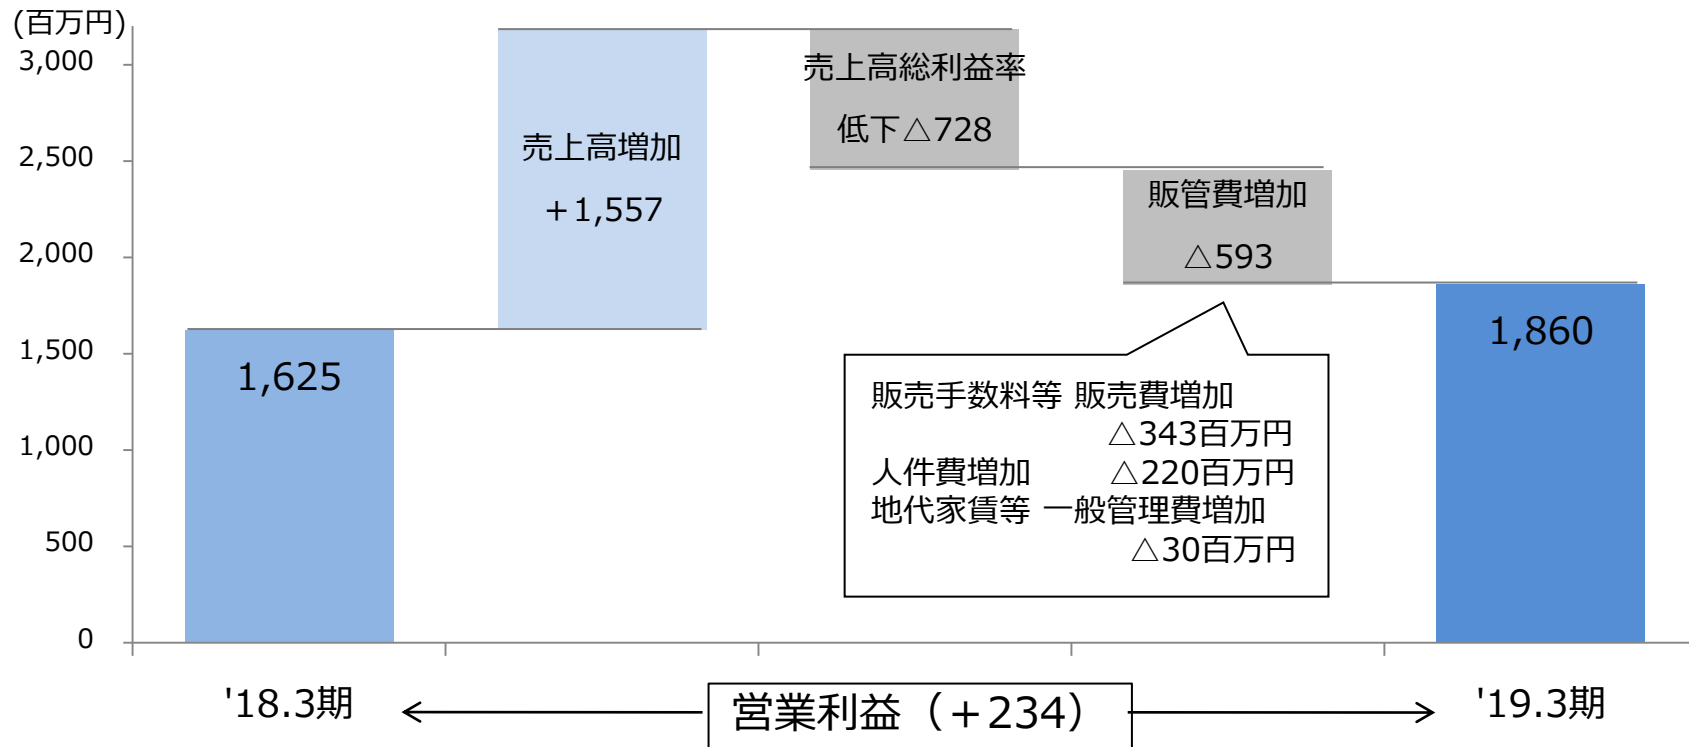 (百万円)
3,000
2,500
2,000
1,500
1,000
500
0
1,625
売上高増加
＋1,557
売上高総利益率
低下△728
販管費増加
△593
1,860
販売手数料等 販売費増加
△343百万円
人件費増加 △220百万円
地代家賃等 一般管理費増加
△30百万円
'18.3期
営業利益（＋234）
'19.3期